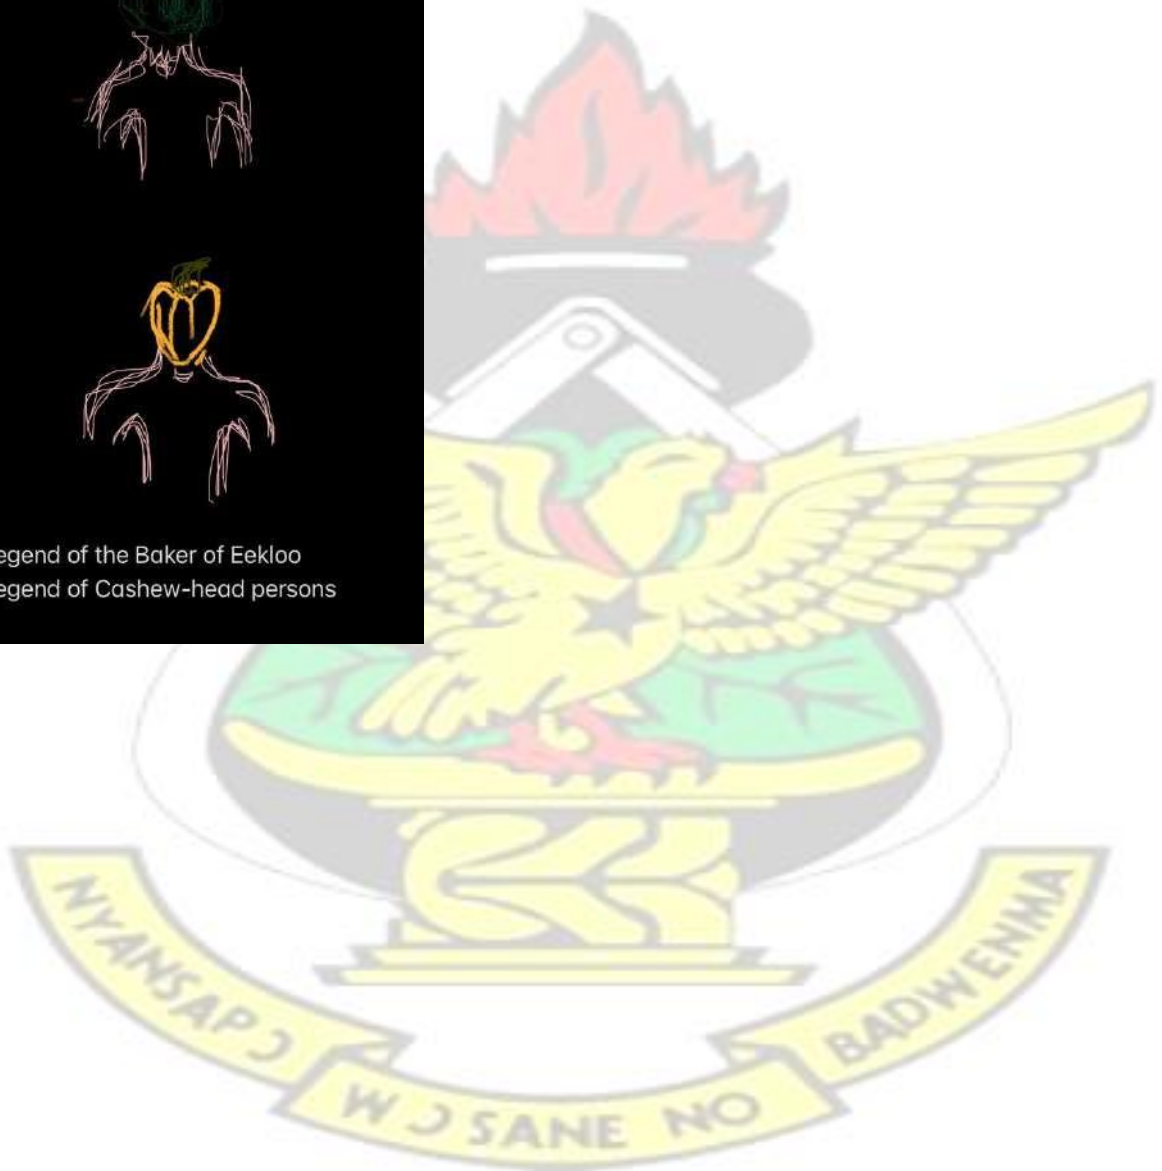 egend of the Baker of Eekloo
egend of Cashew-head persons
NYANSAPƆ
WƆSANE NO
BADWENMA